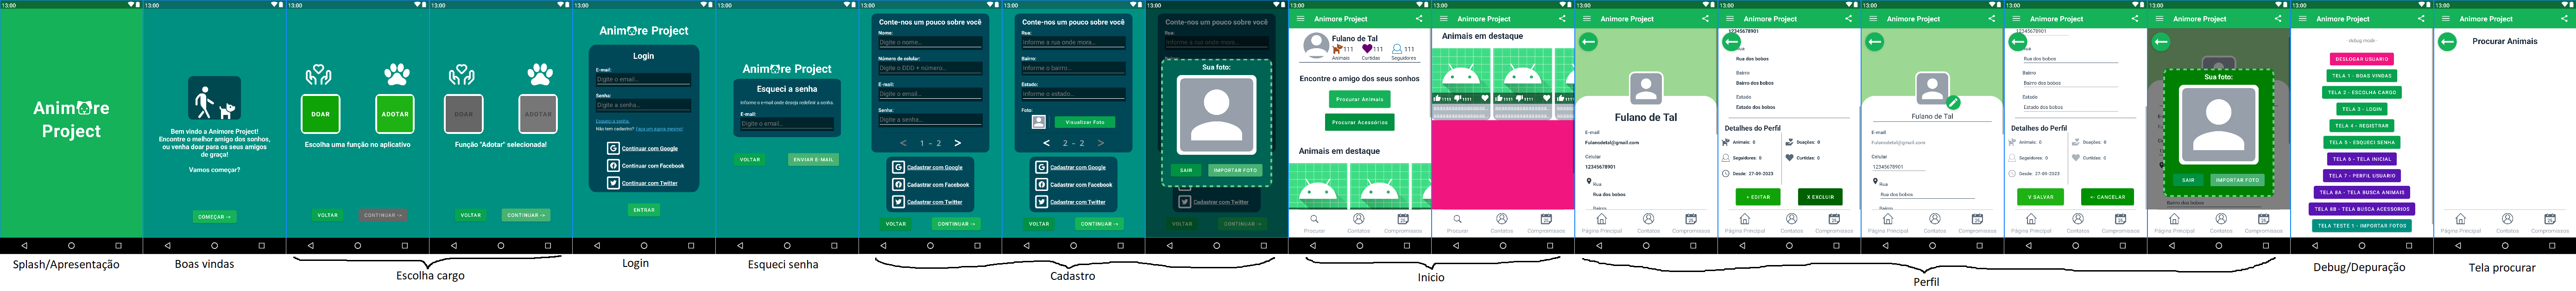 13:00
Animore
Project
Splash/Apresentação
13:00
Bem vindo a Animore Project!
Encontre o melhor amigo dos sonhos,
ou venha doar para os seus amigos
de graça!
Vamos começar?
COMEÇAR →
Boas vindas
13:00
DOAR
ADOTAR
Escolha uma função no aplicativo
VOLTAR
CONTINUAR →
13:00
DOAR
ADOTAR
Função "Adotar" selecionada!
VOLTAR
CONTINUAR →
Escolha cargo
13:00
Animore Project
Login
E-mail:
Digite o email...
Senha:
Digite a senha...
Esqueci a senha
Não tem cadastro? Faça um agora mesmo!
Continuar com Google
Continuar com Facebook
Continuar com Twitter
ENTRAR
Login
13:00
Animore Project
Esqueci a senha
Informe o e-mail onde deseja redefinir a senha.
E-mail:
Digite o e-mail...
VOLTAR
ENVIAR E-MAIL
Esqueci senha
13:00
Conte-nos um pouco sobre você
Nome:
Digite o nome...
Número de celular:
Digite o DDD + número...
E-mail:
Digite o email...
Senha:
Digite a senha...
< 1 - 2 >
Cadastrar com Google
Cadastrar com Facebook
Cadastrar com Twitter
VOLTAR
CONTINUAR →
13:00
Conte-nos um pouco sobre você
Rua:
Informe a rua onde mora...
Bairro:
Informe o bairro...
Estado:
Informe o estado...
Foto:
Visualizar Foto
< 2 - 2 >
Cadastrar com Google
Cadastrar com Facebook
Cadastrar com Twitter
VOLTAR
CONTINUAR →
13:00
Conte-nos um pouco sobre você
Rua:
Informe a rua onde mora...
Bairro:
Sua foto:
SAIR
IMPORTAR FOTO
Cadastrar com Twitter
VOLTAR
CONTINUAR →
Cadastro
13:00
Animore Project
Fulano de Tal
111
111
111
Animais
Curtidas
Seguidores
Encontre o amigo dos seus sonhos
Procurar Animais
Procurar Acessórios
Animais em destaque
Procurar
Contatos
Compromissos
13:00
Animore Project
Animais em destaque
1111
1111
1111
1111
Procurar
Contatos
Compromissos
Inicio
13:00
Animore Project
Fulano de Tal
E-mail
Fulanodetal@gmail.com
Celular
12345678901
Rua
Rua dos bobos
Bairro
Página Principal
Contatos
Compromissos
13:00
Animore Project
12345678901
Rua
Rua dos bobos
Bairro
Bairro dos bobos
Estado
Estado dos bobos
Detalhes do Perfil
Animais: 0
Doações: 0
Seguidores: 0
Curtidas: 0
Desde: 27-09-2023
+ EDITAR
X EXCLUIR
Página Principal
Contatos
Compromissos
13:00
Animore Project
Fulano de Tal
E-mail
Fulanodetal@gmail.com
Celular
12345678901
Rua
Rua dos bobos
Bairro
Página Principal
Contatos
Compromissos
13:00
Animore Project
12345678901
Rua
Rua dos bobos
Bairro
Bairro dos bobos
Estado
Estado dos bobos
Detalhes do Perfil
Animais: 0
Doações: 0
Seguidores: 0
Curtidas: 0
Desde: 27-09-2023
V SALVAR
← CANCELAR
Página Principal
Contatos
Compromissos
13:00
Animore Project
Sua foto:
SAIR
IMPORTAR FOTO
Bairro dos bobos
Página Principal
Contatos
Compromissos
Perfil
13:00
Animore Project
- debug mode -
DESLOGAR USUARIO
TELA 1 - BOAS VINDAS
TELA 2 - ESCOLHA CARGO
TELA 3 - LOGIN
TELA 4 - REGISTRAR
TELA 5 - ESQUECI SENHA
TELA 6 - TELA INICIAL
TELA 7 - PERFIL USUARIO
TELA 8A - TELA BUSCA ANIMAIS
TELA 8B - TELA BUSCA ACESSORIOS
TELA TESTE 1 - IMPORTAR FOTOS
Debug/Depuração
13:00
Animore Project
Procurar Animais
Página Principal
Contatos
Compromissos
Tela procurar